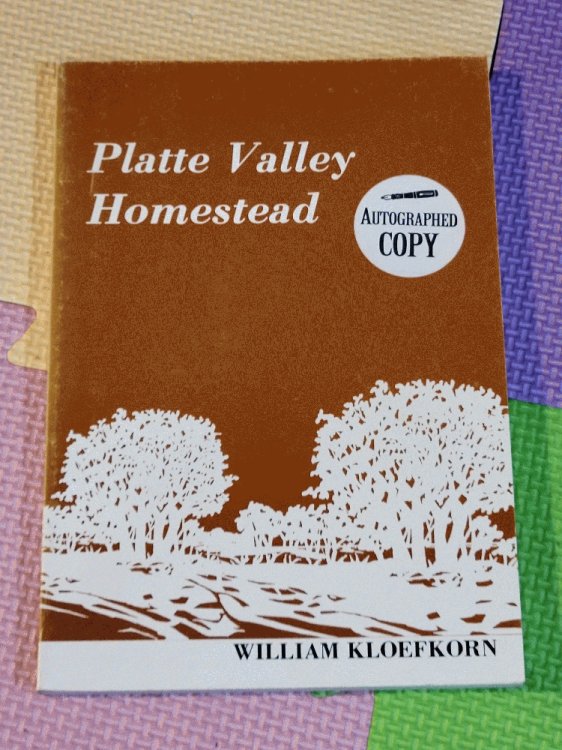 Platte Valley
Homestead
AUTOGRAPHED
COPY
WILLIAM KLOEFKORN